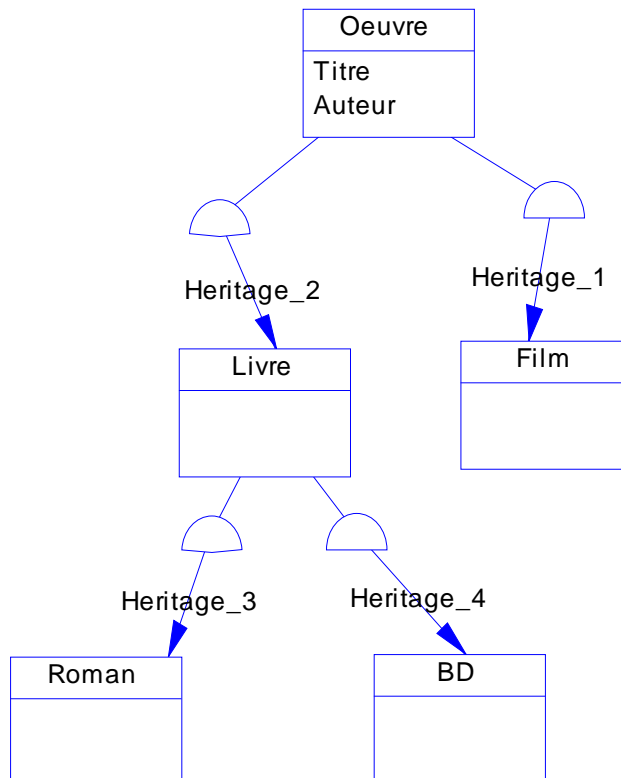 Oeuvre
Titre
Auteur
Heritage_2
Heritage_1
Livre
Film
Heritage_3
Heritage_4
Roman
BD